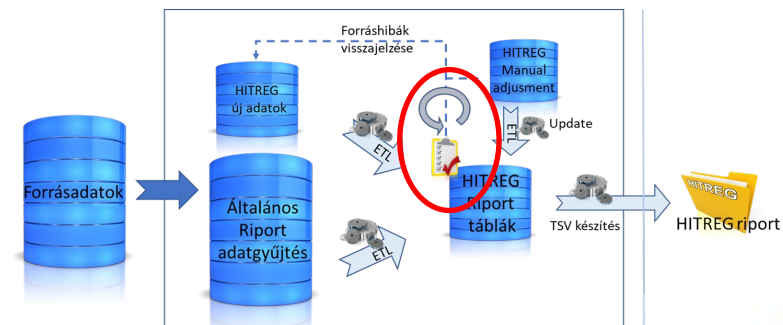 Forráshibák
visszajelzése
HITREG
Manual
adjusment
HITREG
új adatok
ETL
Update
ETL
Forrásadatok
Általános
Riport
adatgyűjtés
HITREG
Riport
táblák
ETL
TSV készítés
HITREG
HITREG riport